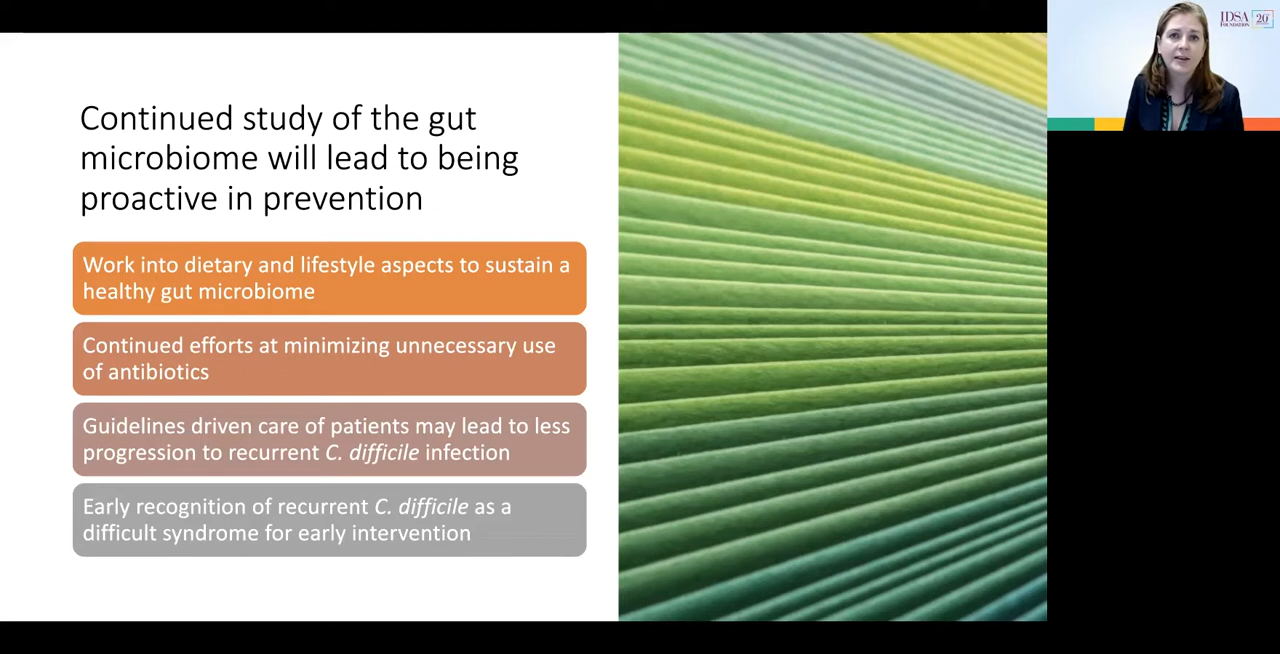 Continued study of the gut
microbiome will lead to being
proactive in prevention
Work into dietary and lifestyle aspects to sustain a
healthy gut microbiome
Continued efforts at minimizing unnecessary use
of antibiotics
Guidelines driven care of patients may lead to less
progression to recurrent C. difficile infection
Early recognition of recurrent C. difficile as a
difficult syndrome for early intervention
IDSA
FOUNDATION
20